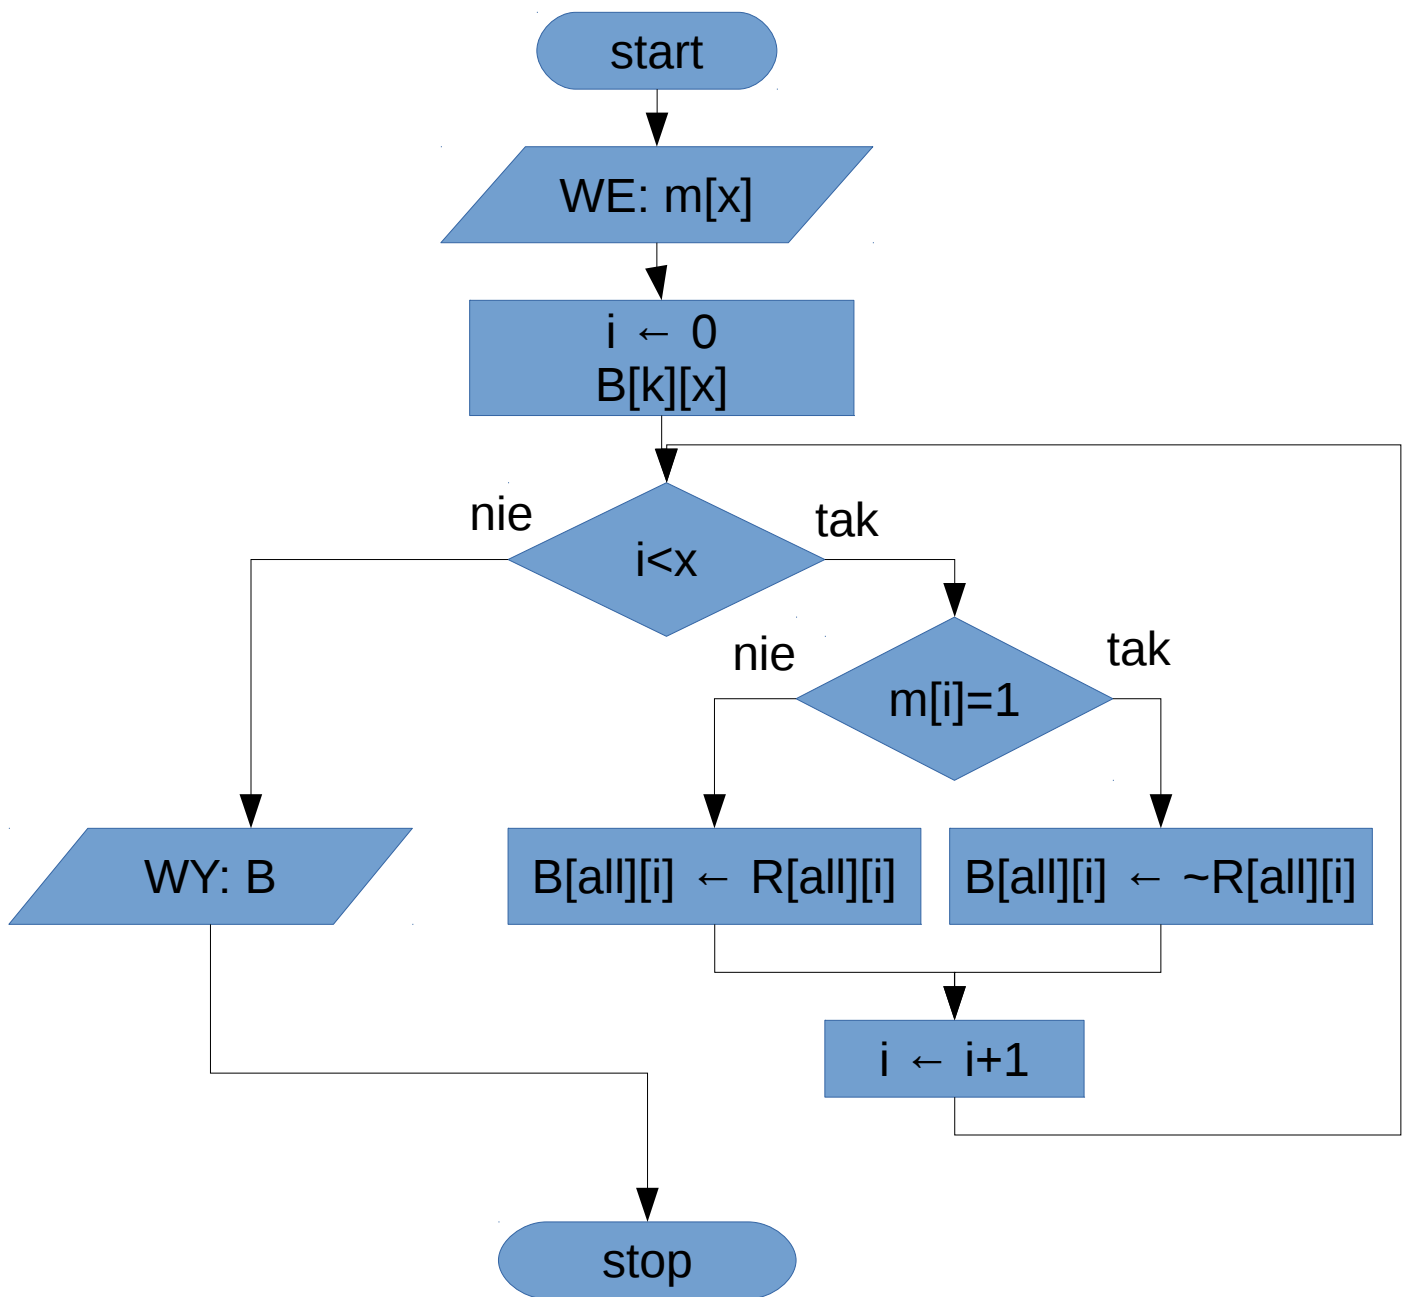 start
WE: m[x]
i ← 0
B[k][x]
nie
tak
i<x
nie
tak
m[i]=1
WY: B
B[all][i] ← R[all][i]
B[all][i] ← ~R[all][i]
i ← i+1
stop